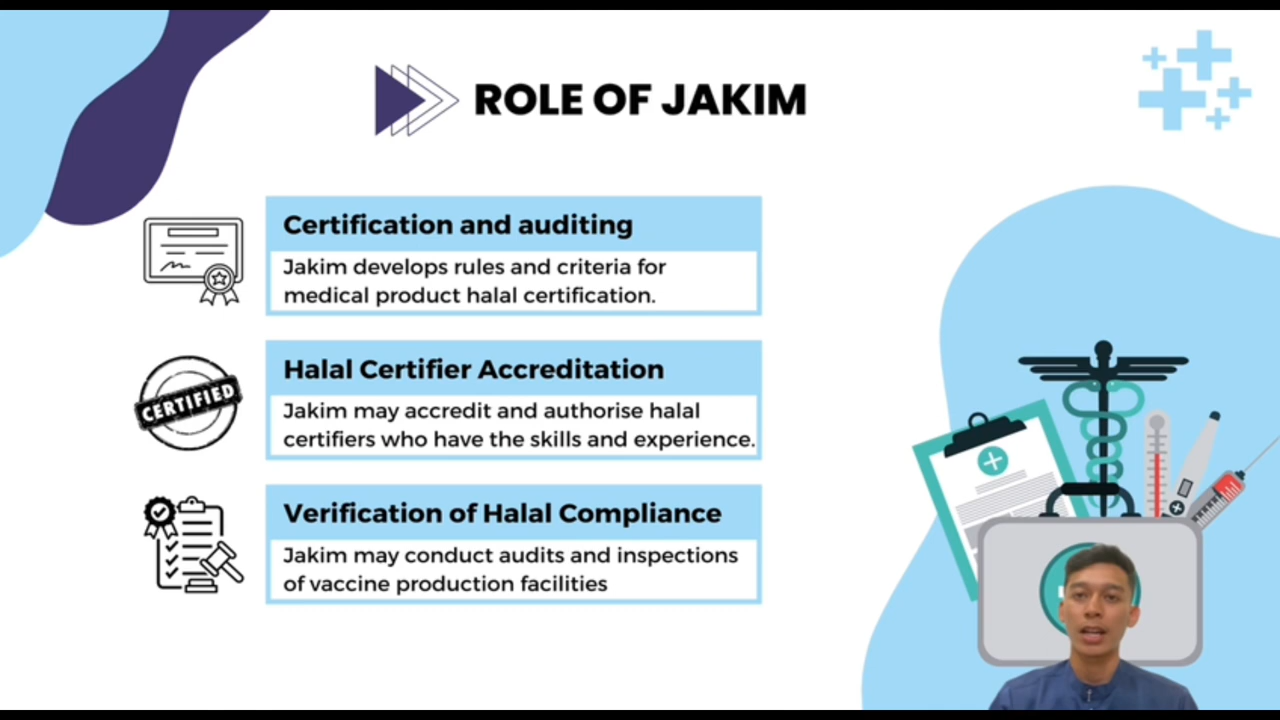 ROLE OF JAKIM
Certification and auditing
Jakim develops rules and criteria for
medical product halal certification.
CERTIFIED
Halal Certifier Accreditation
Jakim may accredit and authorise halal
certifiers who have the skills and experience.
Verification of Halal Compliance
Jakim may conduct audits and inspections
of vaccine production facilities